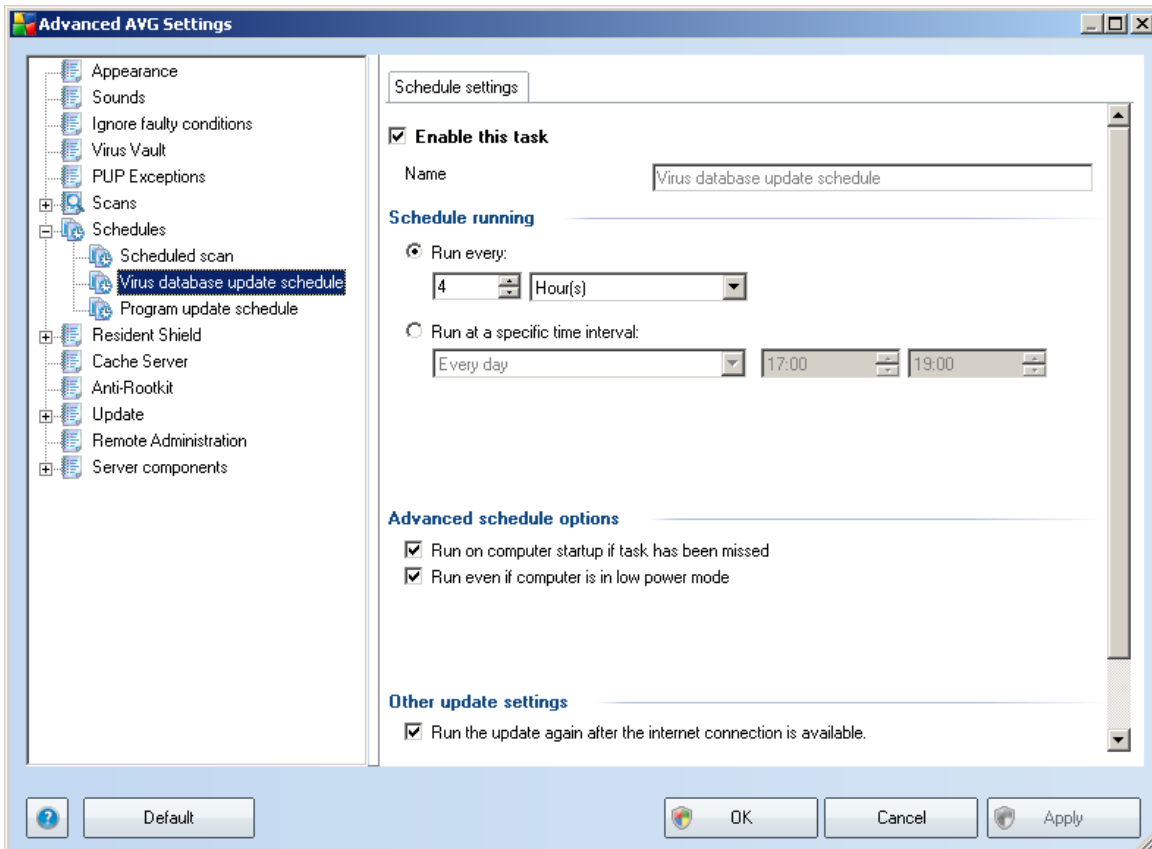 Advanced AVG Settings
Appearance
Sounds
Ignore faulty conditions
Virus Vault
PUP Exceptions
Scans
Schedules
Scheduled scan
Virus database update schedule
Program update schedule
Resident Shield
Cache Server
Anti-Rootkit
Update
Remote Administration
Server components
Schedule settings
Enable this task
Name
Virus database update schedule
Schedule running
Run every:
4 Hour(s)
Run at a specific time interval:
Every day 17:00 19:00
Advanced schedule options
Run on computer startup if task has been missed
Run even if computer is in low power mode
Other update settings
Run the update again after the internet connection is available.
Default OK Cancel Apply